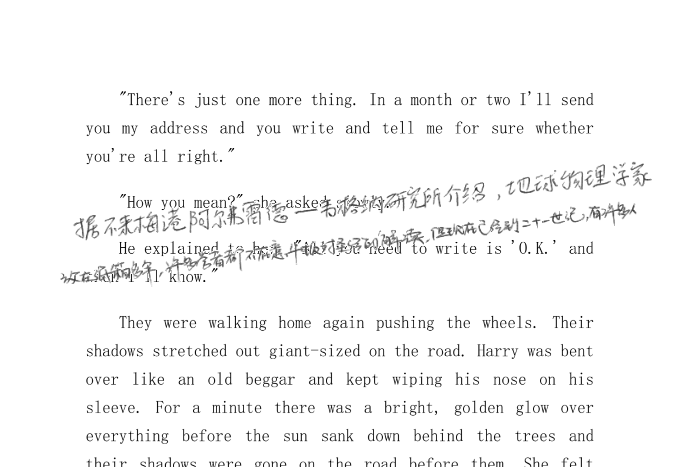 "There's just one more thing. In a month or two I'll send
you my address and you write and tell me for sure whether
you're all right."
"How you mean?" she asked
据不来梅港阿尔弗雷德—韦格纳研究所介绍，地球物理学家
He explained to her. need to write is 'O.K.' and
但现在已经到二十一世纪，有许多人
I'll know."
They were walking home again pushing the wheels. Their
shadows stretched out giant-sized on the road. Harry was bent
over like an old beggar and kept wiping his nose on his
sleeve. For a minute there was a bright, golden glow over
everything before the sun sank down behind the trees and
their shadows were gone on the road before them. She felt